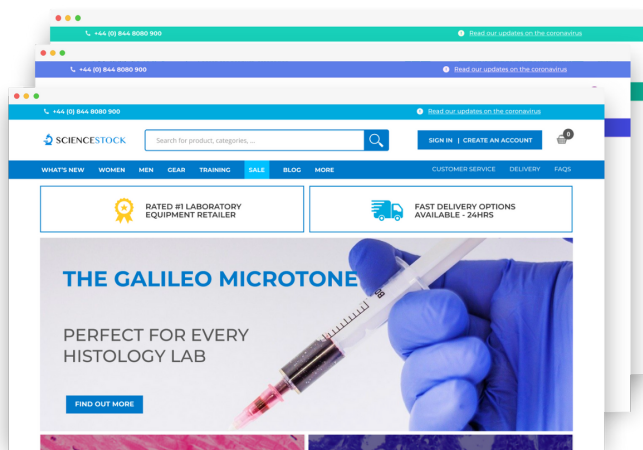 +44 (0) 844 8080 900
Read our updates on the coronavirus
+44 (0) 844 8080 900
Read our updates on the coronavirus
+44 (0) 844 8080 900
Read our updates on the coronavirus
SCIENCESTOCK
Search for product, categories, ...
SIGN IN | CREATE AN ACCOUNT
0
WHAT'S NEW WOMEN MEN GEAR TRAINING SALE BLOG MORE CUSTOMER SERVICE DELIVERY FAQS
RATED #1 LABORATORY
EQUIPMENT RETAILER
FAST DELIVERY OPTIONS
AVAILABLE - 24HRS
THE GALILEO MICROTONE
PERFECT FOR EVERY
HISTOLOGY LAB
FIND OUT MORE